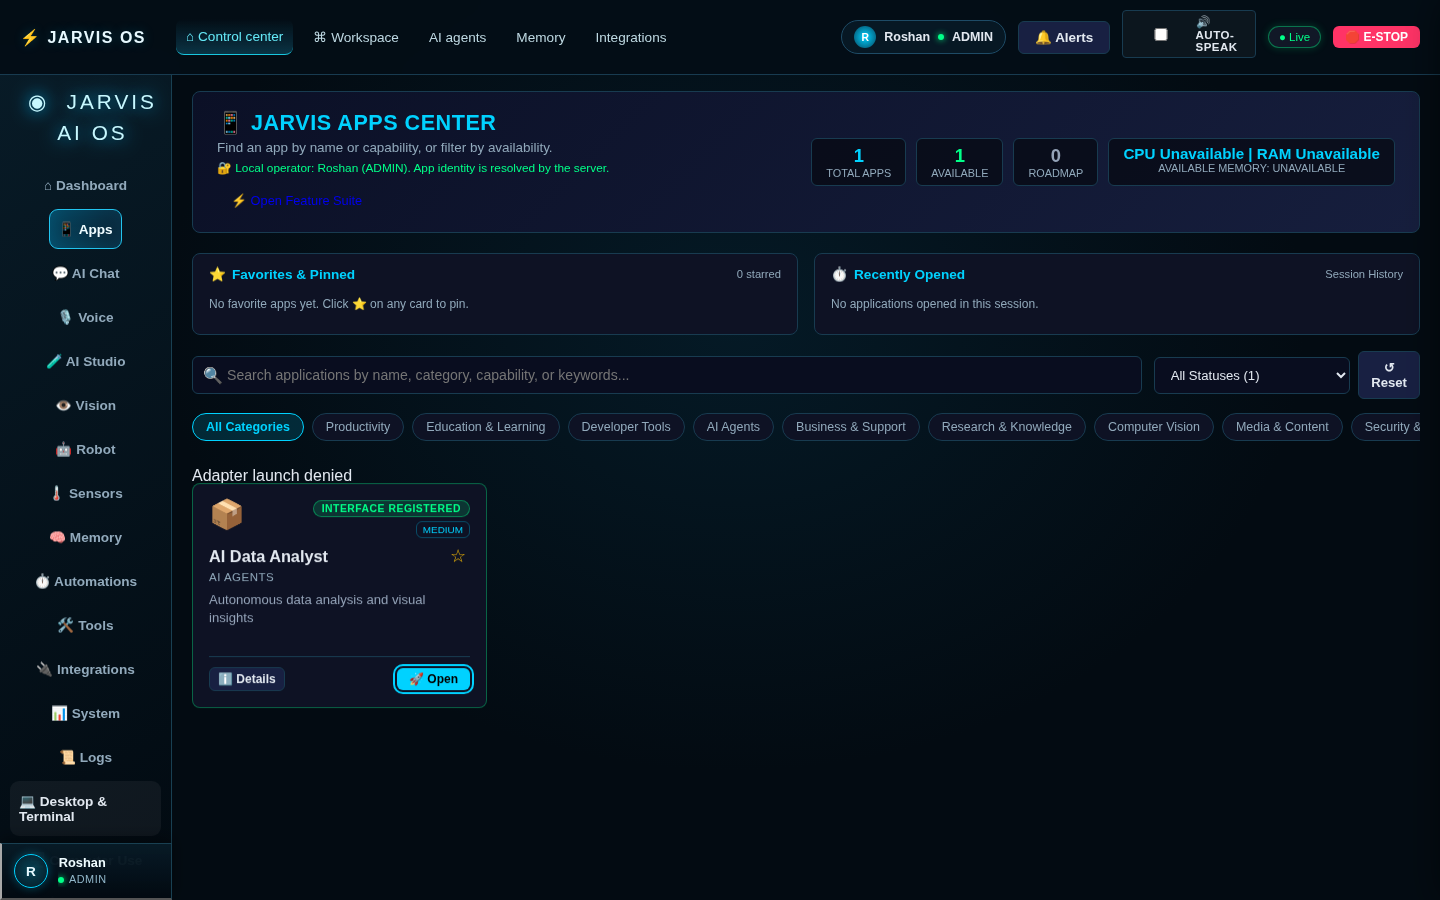 ⚡ JARVIS OS
⌂ Control center
⌘ Workspace
AI agents
Memory
Integrations
R Roshan ADMIN
🔔 Alerts
🔊 AUTO-SPEAK
● Live
🛑 E-STOP
◉ JARVIS
AI OS
⌂ Dashboard
📱 Apps
💬 AI Chat
🎙️ Voice
🧪 AI Studio
👁️ Vision
🤖 Robot
🌡️ Sensors
🧠 Memory
⏱️ Automations
🛠️ Tools
🔌 Integrations
📊 System
📜 Logs
💻 Desktop &
Terminal
R
Roshan
ADMIN
📱 JARVIS APPS CENTER
Find an app by name or capability, or filter by availability.
🔐 Local operator: Roshan (ADMIN). App identity is resolved by the server.
⚡ Open Feature Suite
1
TOTAL APPS
1
AVAILABLE
0
ROADMAP
CPU Unavailable | RAM Unavailable
AVAILABLE MEMORY: UNAVAILABLE
⭐ Favorites & Pinned
0 starred
No favorite apps yet. Click ⭐ on any card to pin.
⏱️ Recently Opened
Session History
No applications opened in this session.
🔍 Search applications by name, category, capability, or keywords...
All Statuses (1)
↺
Reset
All Categories
Productivity
Education & Learning
Developer Tools
AI Agents
Business & Support
Research & Knowledge
Computer Vision
Media & Content
Security &
Adapter launch denied
📦
INTERFACE REGISTERED
MEDIUM
AI Data Analyst
☆
AI AGENTS
Autonomous data analysis and visual
insights
ℹ️ Details
🚀 Open